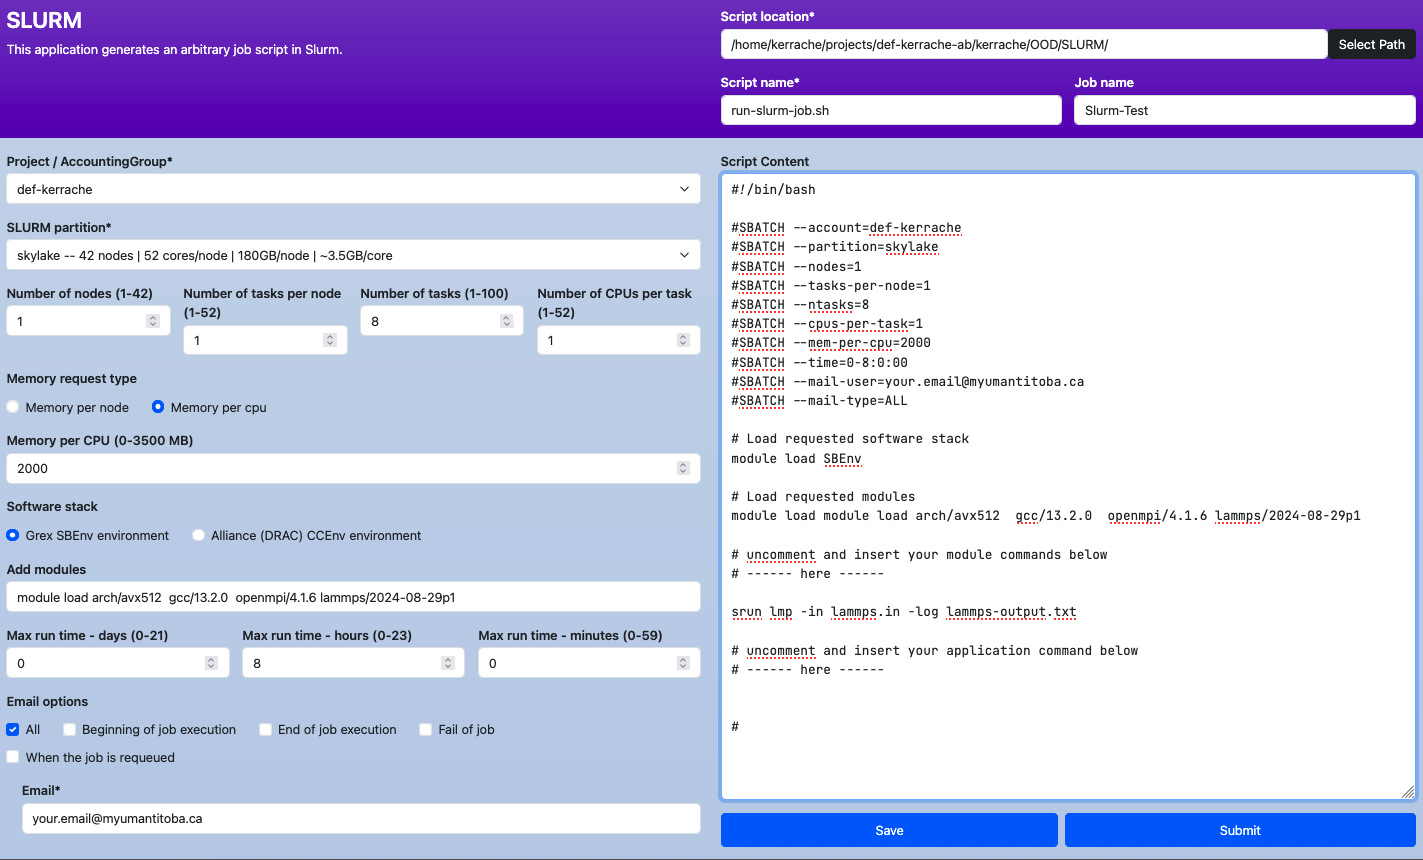 SLURM
This application generates an arbitrary job script in Slurm.
Script location*
/home/kerrache/projects/def-kerrache-ab/kerrache/OOD/SLURM/
Select Path
Script name*
Job name
run-slurm-job.sh
Slurm-Test
Project / AccountingGroup*
def-kerrache
SLURM partition*
skylake -- 42 nodes | 52 cores/node | 180GB/node | ~3.5GB/core
Number of nodes (1-42)
1
Number of tasks per node
(1-52)
1
Number of tasks (1-100)
8
Number of CPUs per task
(1-52)
1
Memory request type
Memory per node
Memory per cpu
Memory per CPU (0-3500 MB)
2000
Software stack
Grex SBEnv environment
Alliance (DRAC) CCEnv environment
Add modules
module load arch/avx512  gcc/13.2.0  openmpi/4.1.6 lammps/2024-08-29p1
Max run time - days (0-21)
0
Max run time - hours (0-23)
8
Max run time - minutes (0-59)
0
Email options
All
Beginning of job execution
End of job execution
Fail of job
When the job is requeued
Email*
your.email@myumantitoba.ca
Script Content
#!/bin/bash
#SBATCH --account=def-kerrache
#SBATCH --partition=skylake
#SBATCH --nodes=1
#SBATCH --tasks-per-node=1
#SBATCH --ntasks=8
#SBATCH --cpus-per-task=1
#SBATCH --mem-per-cpu=2000
#SBATCH --time=0-8:0:00
#SBATCH --mail-user=your.email@myumantitoba.ca
#SBATCH --mail-type=ALL
# Load requested software stack
module load SBEnv
# Load requested modules
module load module load arch/avx512  gcc/13.2.0  openmpi/4.1.6 lammps/2024-08-29p1
# uncomment and insert your module commands below
# ------ here ------
srun lmp -in lammps.in -log lammps-output.txt
# uncomment and insert your application command below
# ------ here ------
#
Save
Submit